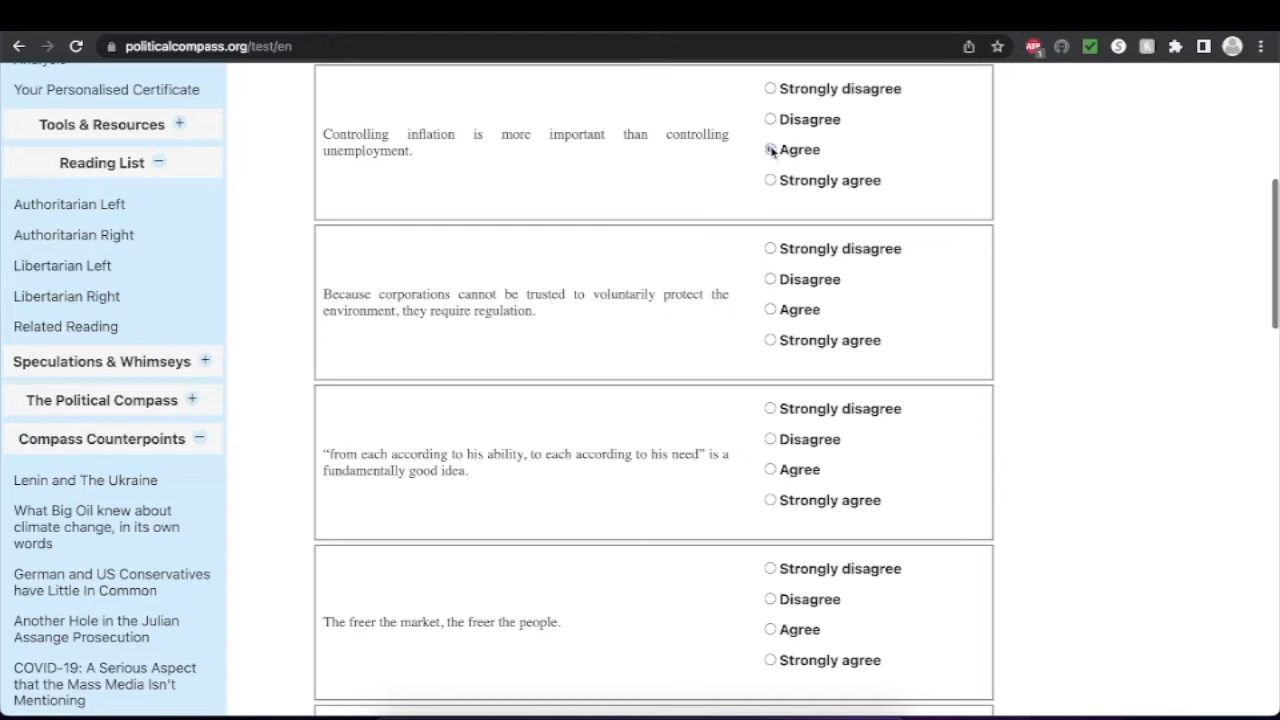 politicalcompass.org/test/en
Your Personalised Certificate
Tools & Resources +
Reading List −
Authoritarian Left
Authoritarian Right
Libertarian Left
Libertarian Right
Related Reading
Speculations & Whimseys +
The Political Compass +
Compass Counterpoints −
Lenin and The Ukraine
What Big Oil knew about
climate change, in its own
words
German and US Conservatives
have Little In Common
Another Hole in the Julian
Assange Prosecution
COVID-19: A Serious Aspect
that the Mass Media Isn't
Mentioning
Controlling inflation is more important than controlling
unemployment.
Strongly disagree
Disagree
Agree
Strongly agree
Because corporations cannot be trusted to voluntarily protect the
environment, they require regulation.
Strongly disagree
Disagree
Agree
Strongly agree
“from each according to his ability, to each according to his need” is a
fundamentally good idea.
Strongly disagree
Disagree
Agree
Strongly agree
The freer the market, the freer the people.
Strongly disagree
Disagree
Agree
Strongly agree